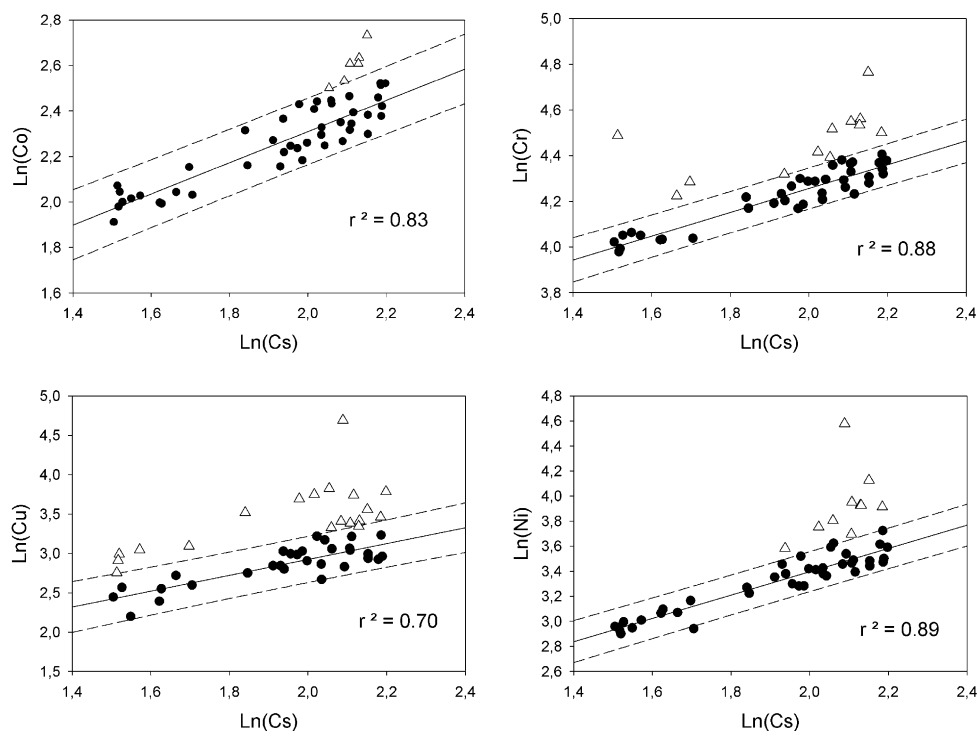 2,8
2,6
2,4
2,2
2,0
1,8
1,6
Ln(Co)
r ² = 0.83
1,4 1,6 1,8 2,0 2,2 2,4
Ln(Cs)
5,0
4,8
4,6
4,4
4,2
4,0
3,8
Ln(Cr)
r ² = 0.88
1,4 1,6 1,8 2,0 2,2 2,4
Ln(Cs)
5,0
4,5
4,0
3,5
3,0
2,5
2,0
1,5
Ln(Cu)
r ² = 0.70
1,4 1,6 1,8 2,0 2,2 2,4
Ln(Cs)
4,8
4,6
4,4
4,2
4,0
3,8
3,6
3,4
3,2
3,0
2,8
2,6
Ln(Ni)
r ² = 0.89
1,4 1,6 1,8 2,0 2,2 2,4
Ln(Cs)